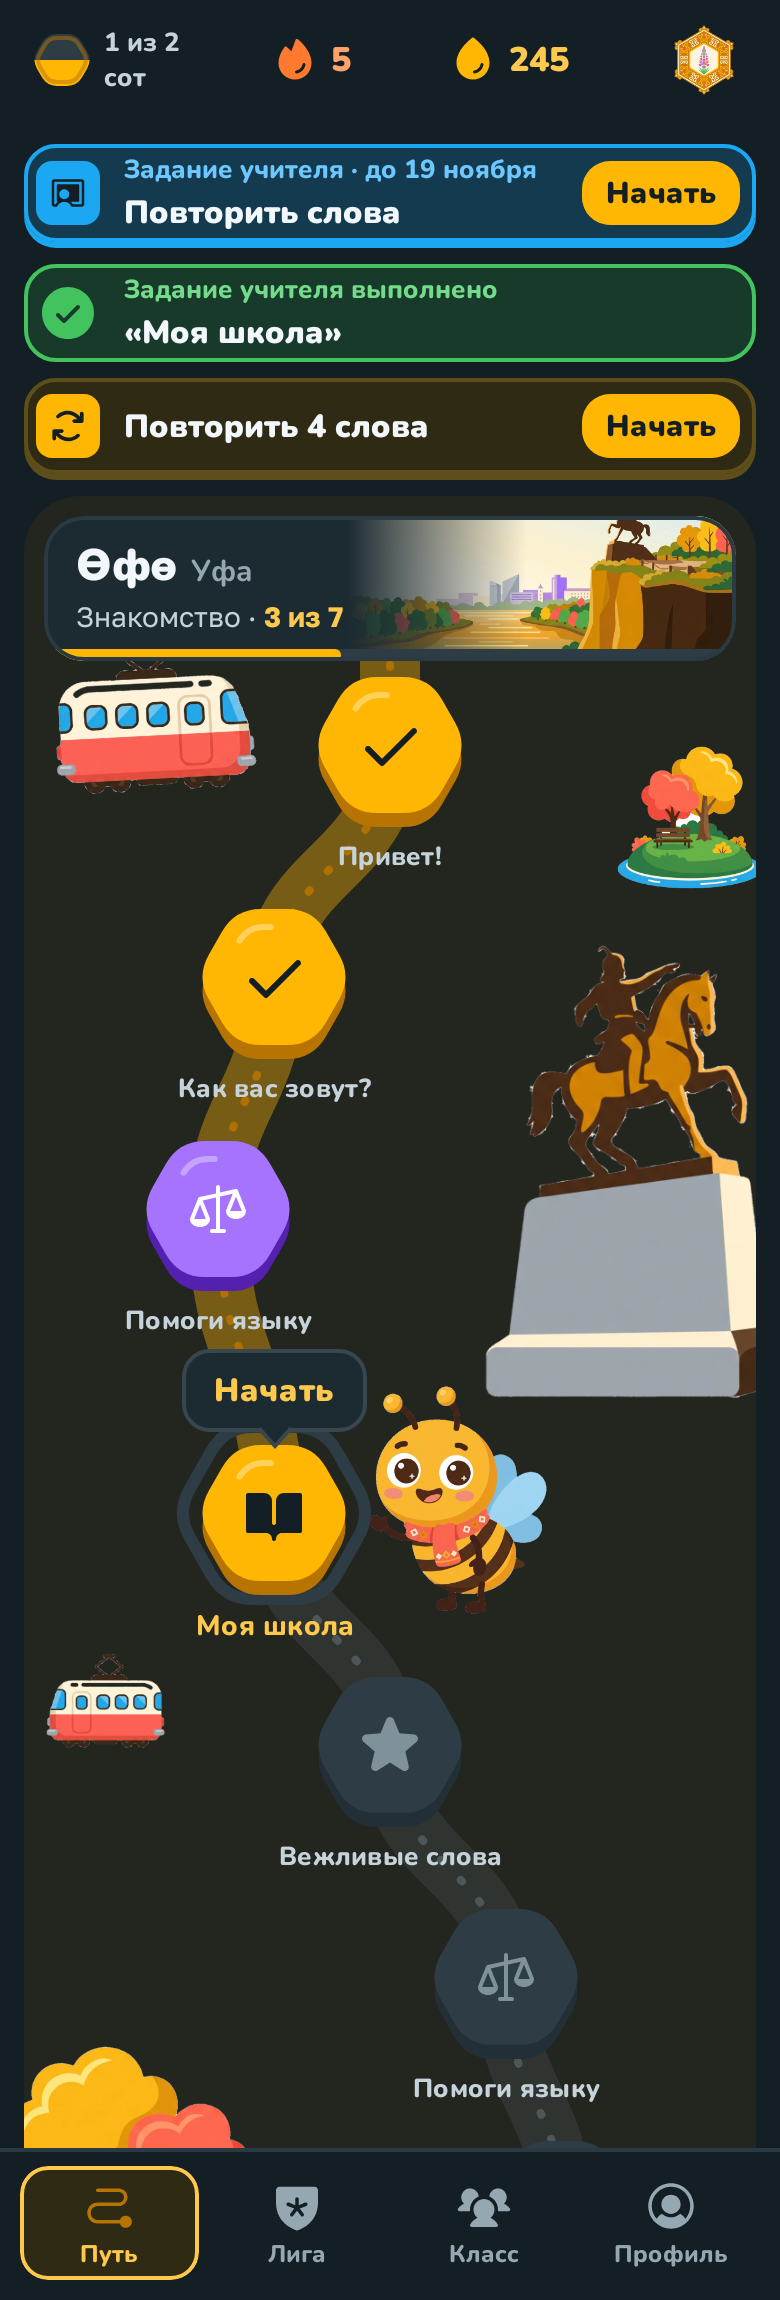 1 из 2
сот
5
245
Задание учителя · до 19 ноября
Повторить слова
Начать
Задание учителя выполнено
«Моя школа»
Повторить 4 слова
Начать
Өфө Уфа
Знакомство · 3 из 7
Привет!
Как вас зовут?
Помоги языку
Начать
Моя школа
Вежливые слова
Помоги языку
Путь
Лига
Класс
Профиль